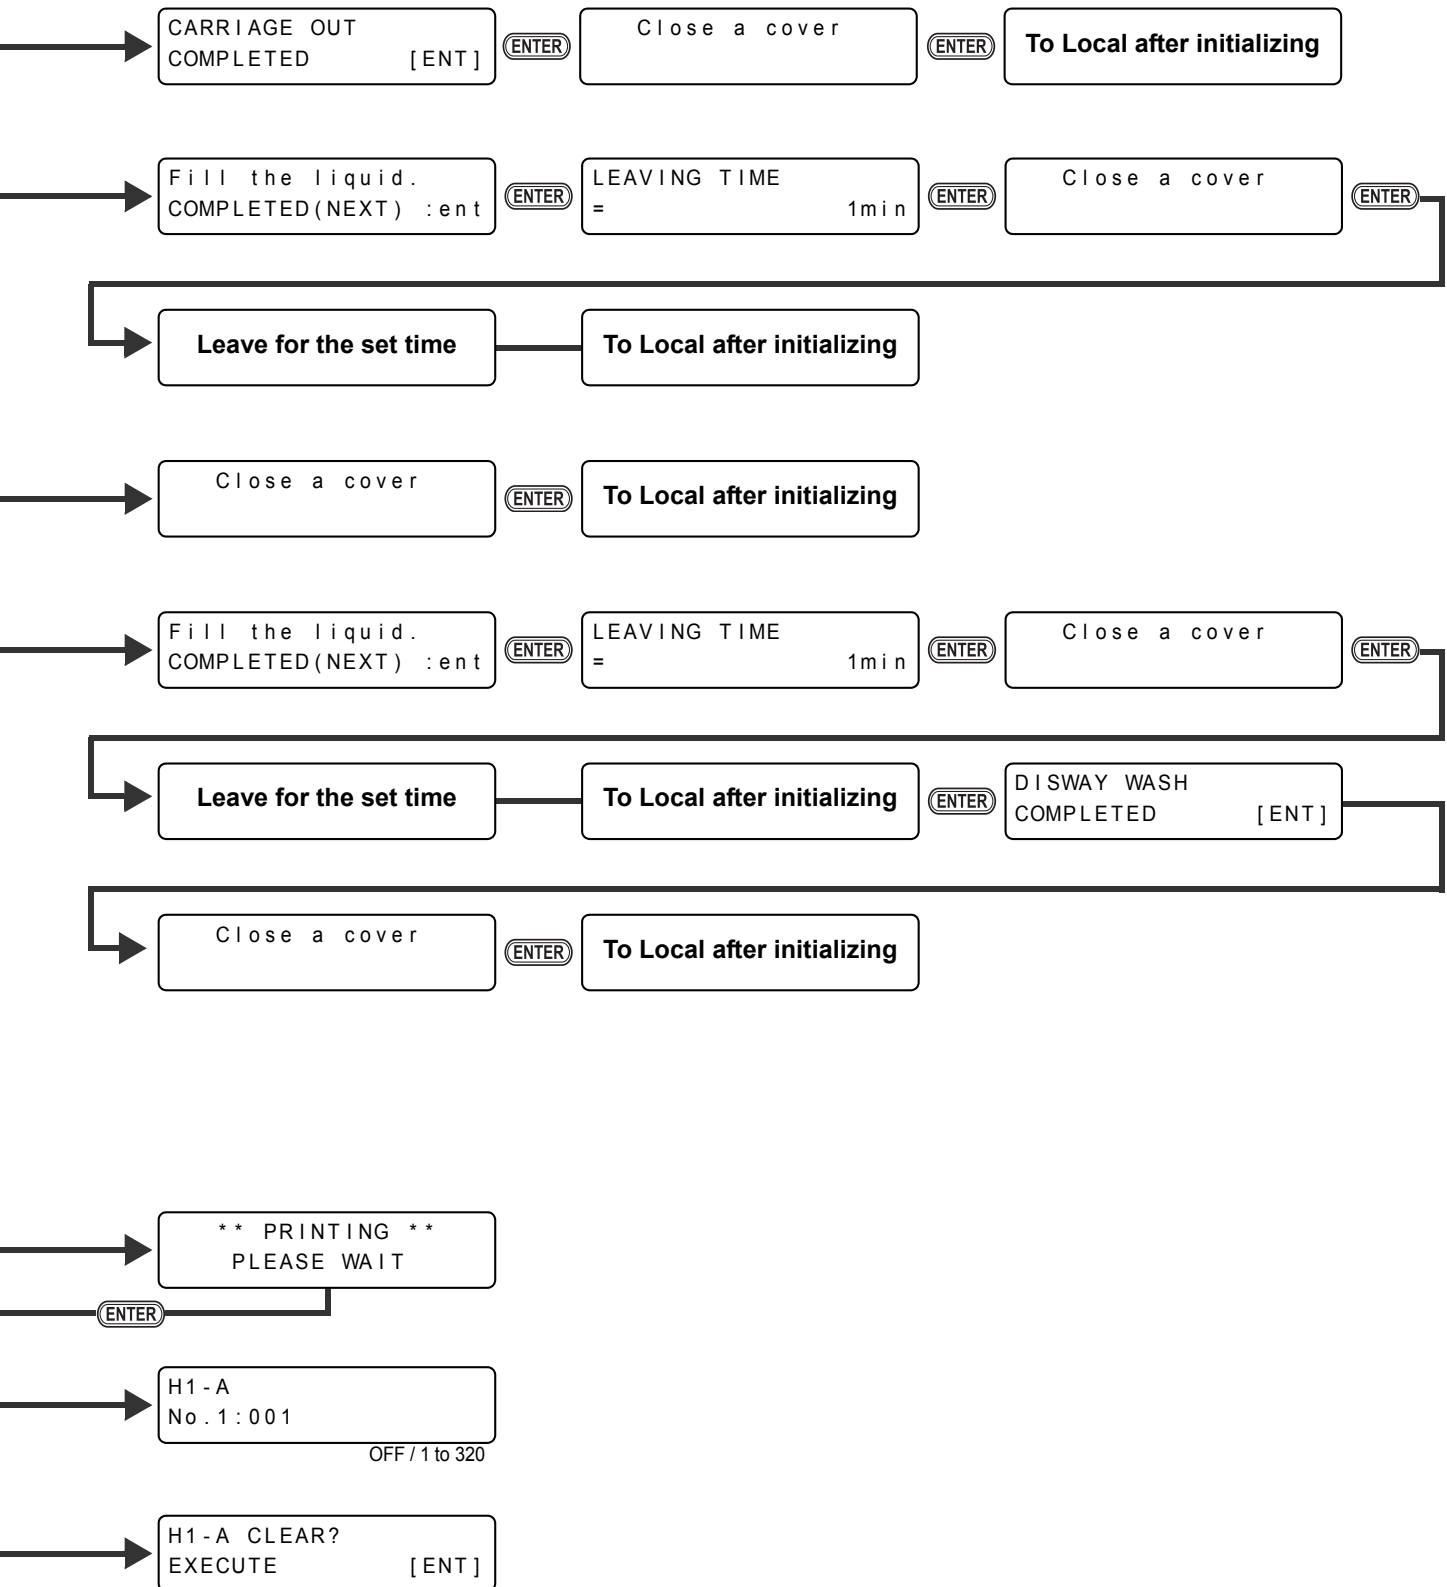 CARRIAGE OUT
COMPLETED [ENT]
ENTER
Close a cover
ENTER
To Local after initializing
Fill the liquid.
COMPLETED(NEXT) :ent
ENTER
LEAVING TIME
= 1min
ENTER
Close a cover
ENTER
Leave for the set time
To Local after initializing
Close a cover
ENTER
To Local after initializing
Fill the liquid.
COMPLETED(NEXT) :ent
ENTER
LEAVING TIME
= 1min
ENTER
Close a cover
ENTER
Leave for the set time
To Local after initializing
ENTER
DISWAY WASH
COMPLETED [ENT]
Close a cover
ENTER
To Local after initializing
** PRINTING **
PLEASE WAIT
ENTER
H1-A
No.1:001
OFF / 1 to 320
H1-A CLEAR?
EXECUTE [ENT]